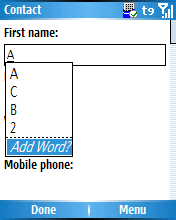 Contact
t9
First name:
A
A
C
B
2
Add Word?
Mobile phone:
Done
Menu